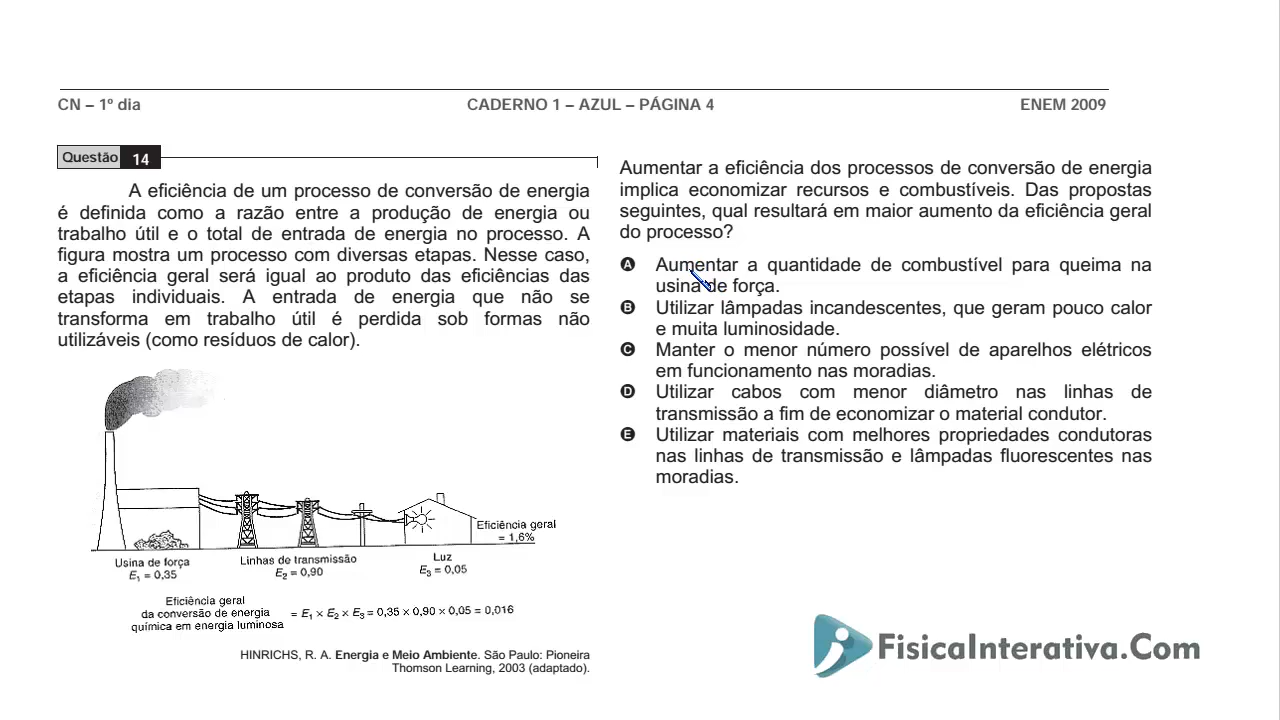 CN – 1º dia
CADERNO 1 – AZUL – PÁGINA 4
ENEM 2009
Questão 14
A eficiência de um processo de conversão de energia
é definida como a razão entre a produção de energia ou
trabalho útil e o total de entrada de energia no processo. A
figura mostra um processo com diversas etapas. Nesse caso,
a eficiência geral será igual ao produto das eficiências das
etapas individuais. A entrada de energia que não se
transforma em trabalho útil é perdida sob formas não
utilizáveis (como resíduos de calor).
Eficiência geral
= 1,6%
Usina de força
E₁ = 0,35
Linhas de transmissão
E₂ = 0,90
Luz
E₃ = 0,05
Eficiência geral
da conversão de energia
química em energia luminosa
= E₁ × E₂ × E₃ = 0,35 × 0,90 × 0,05 = 0,016
HINRICHS, R. A. Energia e Meio Ambiente. São Paulo: Pioneira
Thomson Learning, 2003 (adaptado).
Aumentar a eficiência dos processos de conversão de energia
implica economizar recursos e combustíveis. Das propostas
seguintes, qual resultará em maior aumento da eficiência geral
do processo?
A Aumentar a quantidade de combustível para queima na
usina de força.
B Utilizar lâmpadas incandescentes, que geram pouco calor
e muita luminosidade.
C Manter o menor número possível de aparelhos elétricos
em funcionamento nas moradias.
D Utilizar cabos com menor diâmetro nas linhas de
transmissão a fim de economizar o material condutor.
E Utilizar materiais com melhores propriedades condutoras
nas linhas de transmissão e lâmpadas fluorescentes nas
moradias.
FisicaInterativa.Com